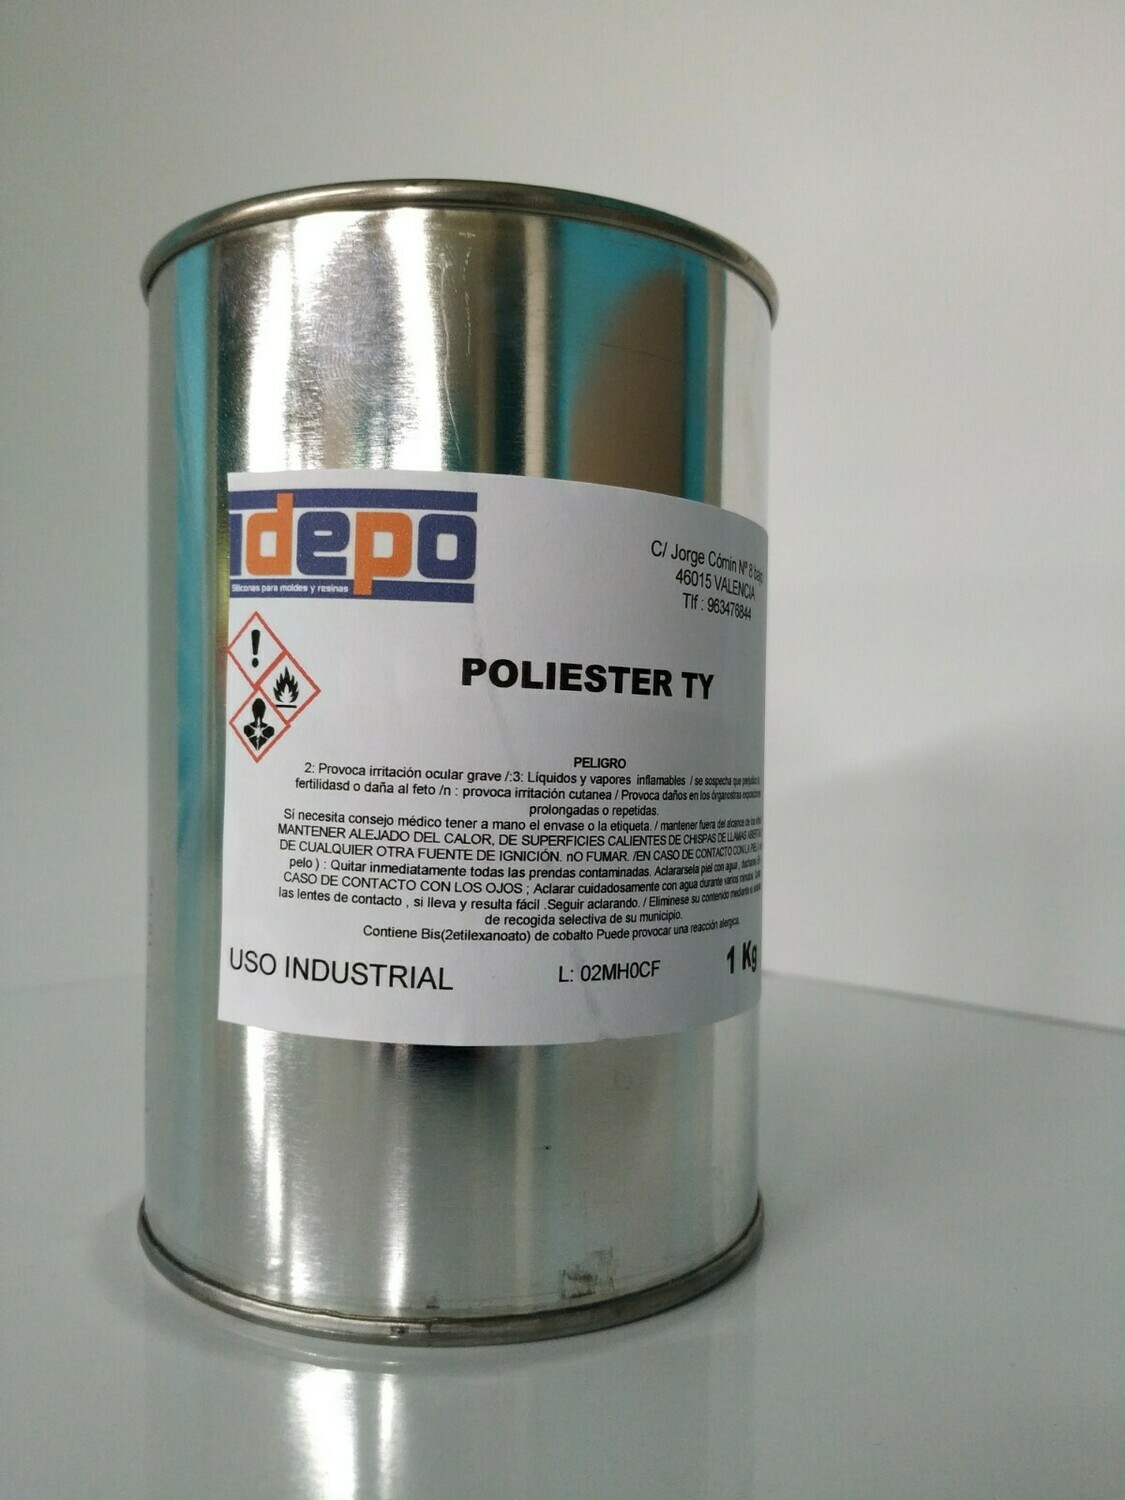 idepo
Siliconas para moldes y resinas
C/ Jorge Cómin Nº 8 bajo
46015 VALENCIA
Tlf : 963476844
POLIESTER TY
PELIGRO
2: Provoca irritación ocular grave /:3: Líquidos y vapores inflamables / se sospecha que perjudica
fertilidasd o daña al feto /n : provoca irritación cutanea / Provoca daños en los órganostras exposiciones
prolongadas o repetidas.
Sí necesita consejo médico tener a mano el envase o la etiqueta. / mantener fuera del alcance de los
MANTENER ALEJADO DEL CALOR, DE SUPERFICIES CALIENTES DE CHISPAS DE LLAMAS
DE CUALQUIER OTRA FUENTE DE IGNICIÓN. nO FUMAR. /EN CASO DE CONTACTO CON LA PIEL
pelo ) : Quitar inmediatamente todas las prendas contaminadas. Aclararsela piel con agua , ducharse
CASO DE CONTACTO CON LOS OJOS ; Aclarar cuidadosamente con agua durante varios minutos.
las lentes de contacto , si lleva y resulta fácil .Seguir aclarando. / Eliminese su contenido mediante
de recogida selectiva de su municipio.
Contiene Bis(2etilexanoato) de cobalto Puede provocar una reacción alergica.
USO INDUSTRIAL
L: 02MH0CF
1 Kg